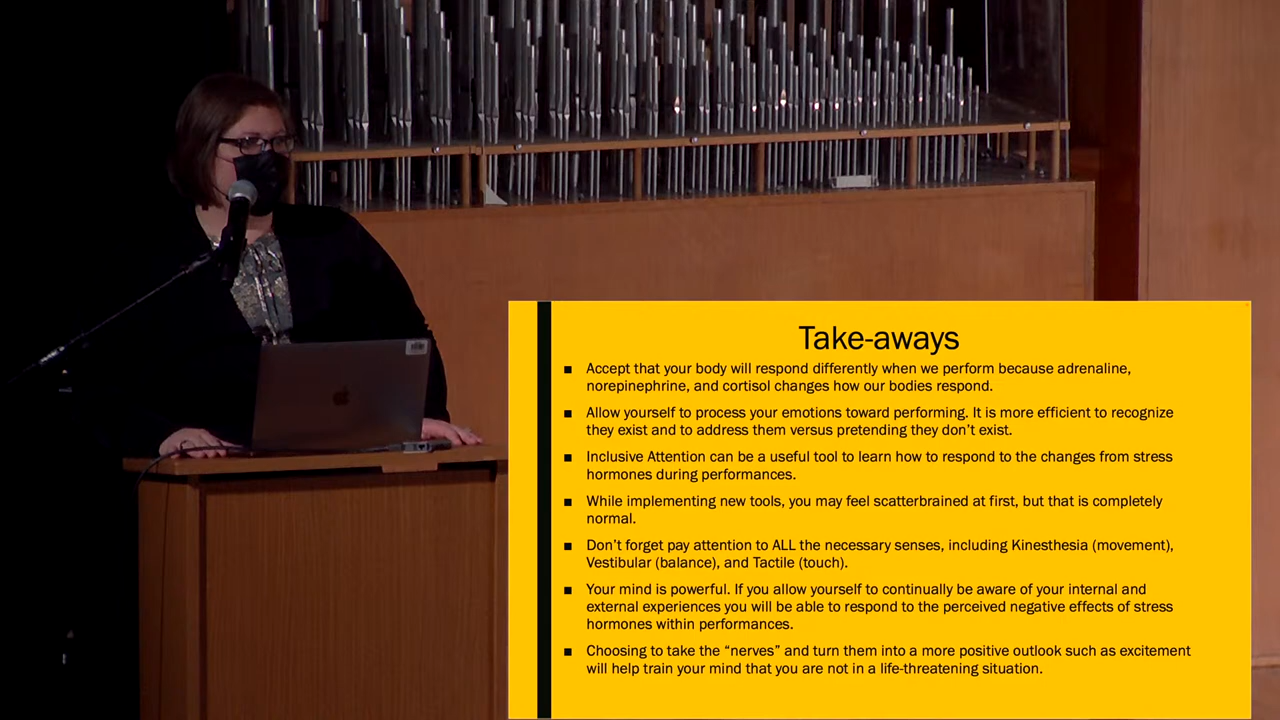 Take-aways
■ Accept that your body will respond differently when we perform because adrenaline,
norepinephrine, and cortisol changes how our bodies respond.
■ Allow yourself to process your emotions toward performing. It is more efficient to recognize
they exist and to address them versus pretending they don't exist.
■ Inclusive Attention can be a useful tool to learn how to respond to the changes from stress
hormones during performances.
■ While implementing new tools, you may feel scatterbrained at first, but that is completely
normal.
■ Don't forget pay attention to ALL the necessary senses, including Kinesthesia (movement),
Vestibular (balance), and Tactile (touch).
■ Your mind is powerful. If you allow yourself to continually be aware of your internal and
external experiences you will be able to respond to the perceived negative effects of stress
hormones within performances.
■ Choosing to take the “nerves” and turn them into a more positive outlook such as excitement
will help train your mind that you are not in a life-threatening situation.